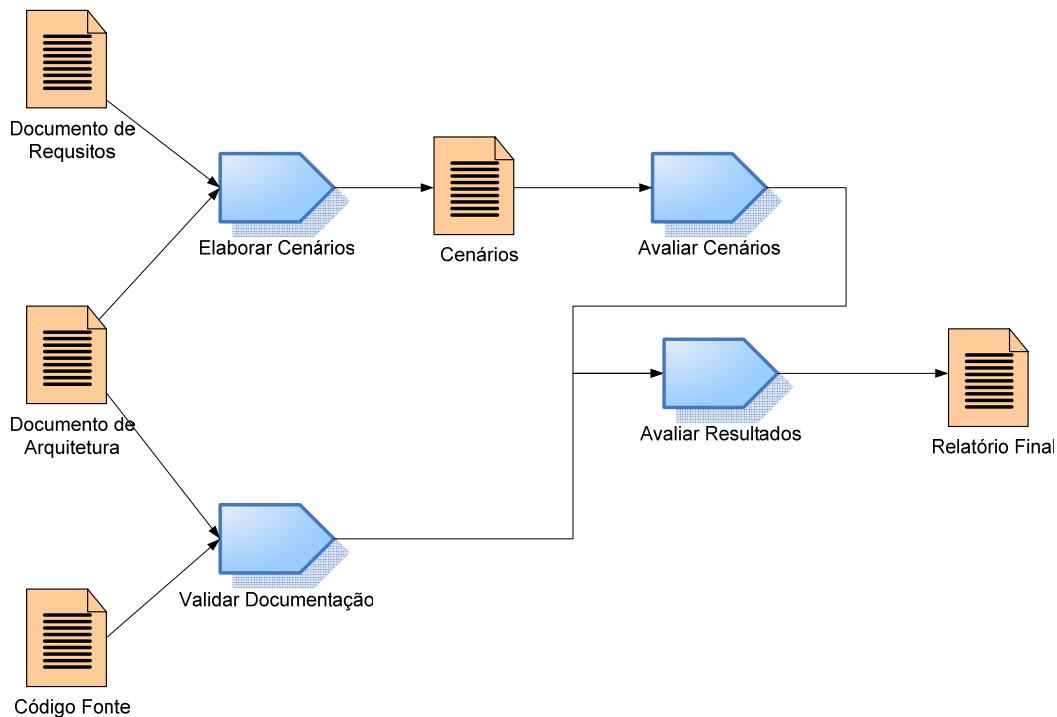 Documento de
Requsitos
Elaborar Cenários
Cenários
Avaliar Cenários
Documento de
Arquitetura
Avaliar Resultados
Relatório Final
Validar Documentação
Código Fonte